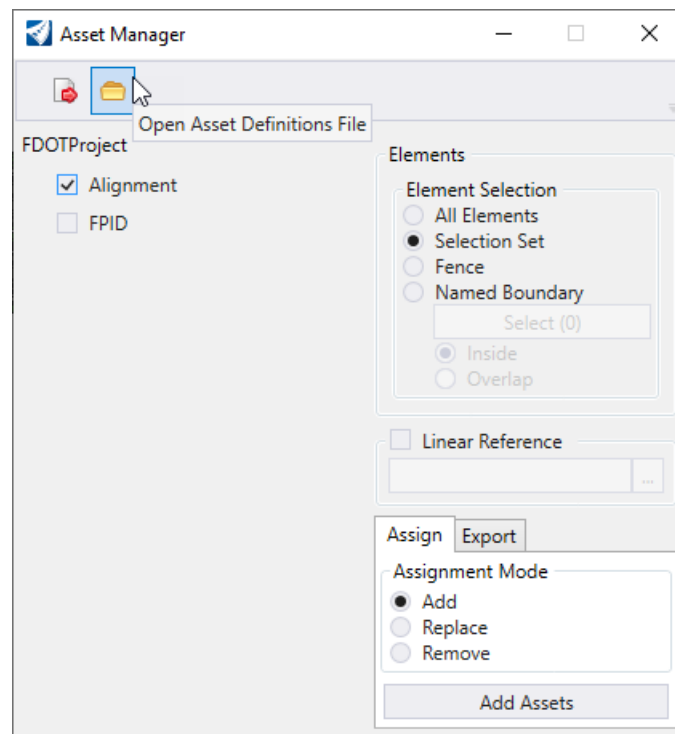 Asset Manager
Open Asset Definitions File
FDOTProject
Alignment
FPID
Elements
Element Selection
All Elements
Selection Set
Fence
Named Boundary
Select (0)
Inside
Overlap
Linear Reference
...
Assign Export
Assignment Mode
Add
Replace
Remove
Add Assets